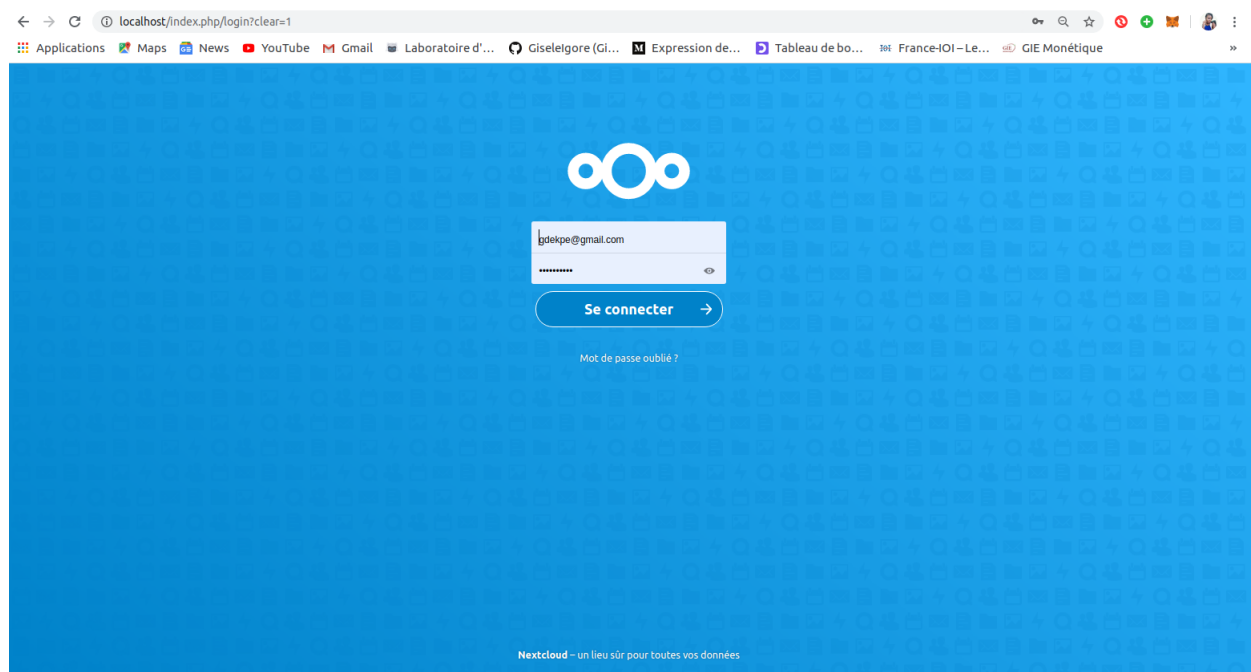 localhost/index.php/login?clear=1
Applications Maps News YouTube Gmail Laboratoire d'... GiseleIgore (Gi... Expression de... Tableau de bo... France-IOI – Le... GIE Monétique »
gdekpe@gmail.com
••••••••••
Se connecter
Mot de passe oublié ?
Nextcloud – un lieu sûr pour toutes vos données